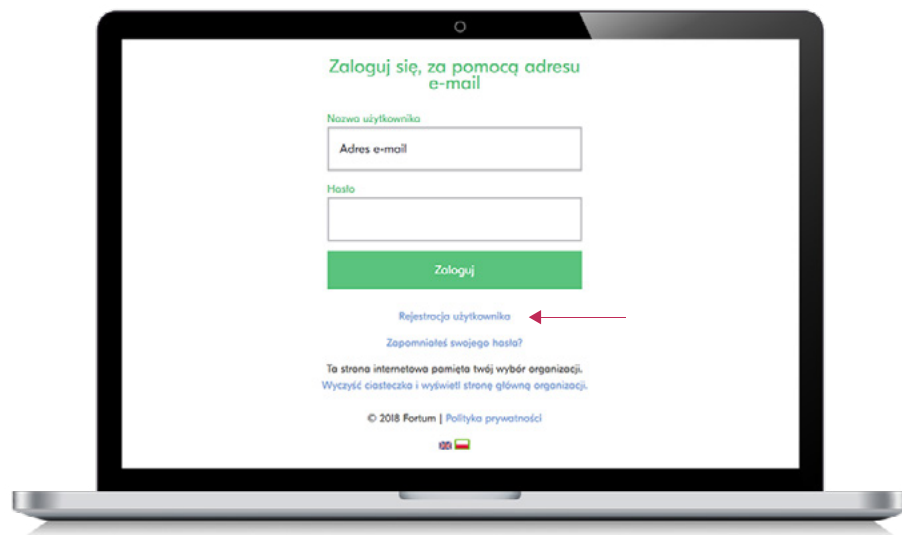 Zaloguj się, za pomocą adresu
e-mail
Nazwa użytkownika
Adres e-mail
Hasło
Zaloguj
Rejestracja użytkownika
Zapomniałeś swojego hasła?
Ta strona internetowa pamięta twój wybór organizacji.
Wyczyść ciasteczka i wyświetl stronę główną organizacji.
© 2018 Fortum | Polityka prywatności